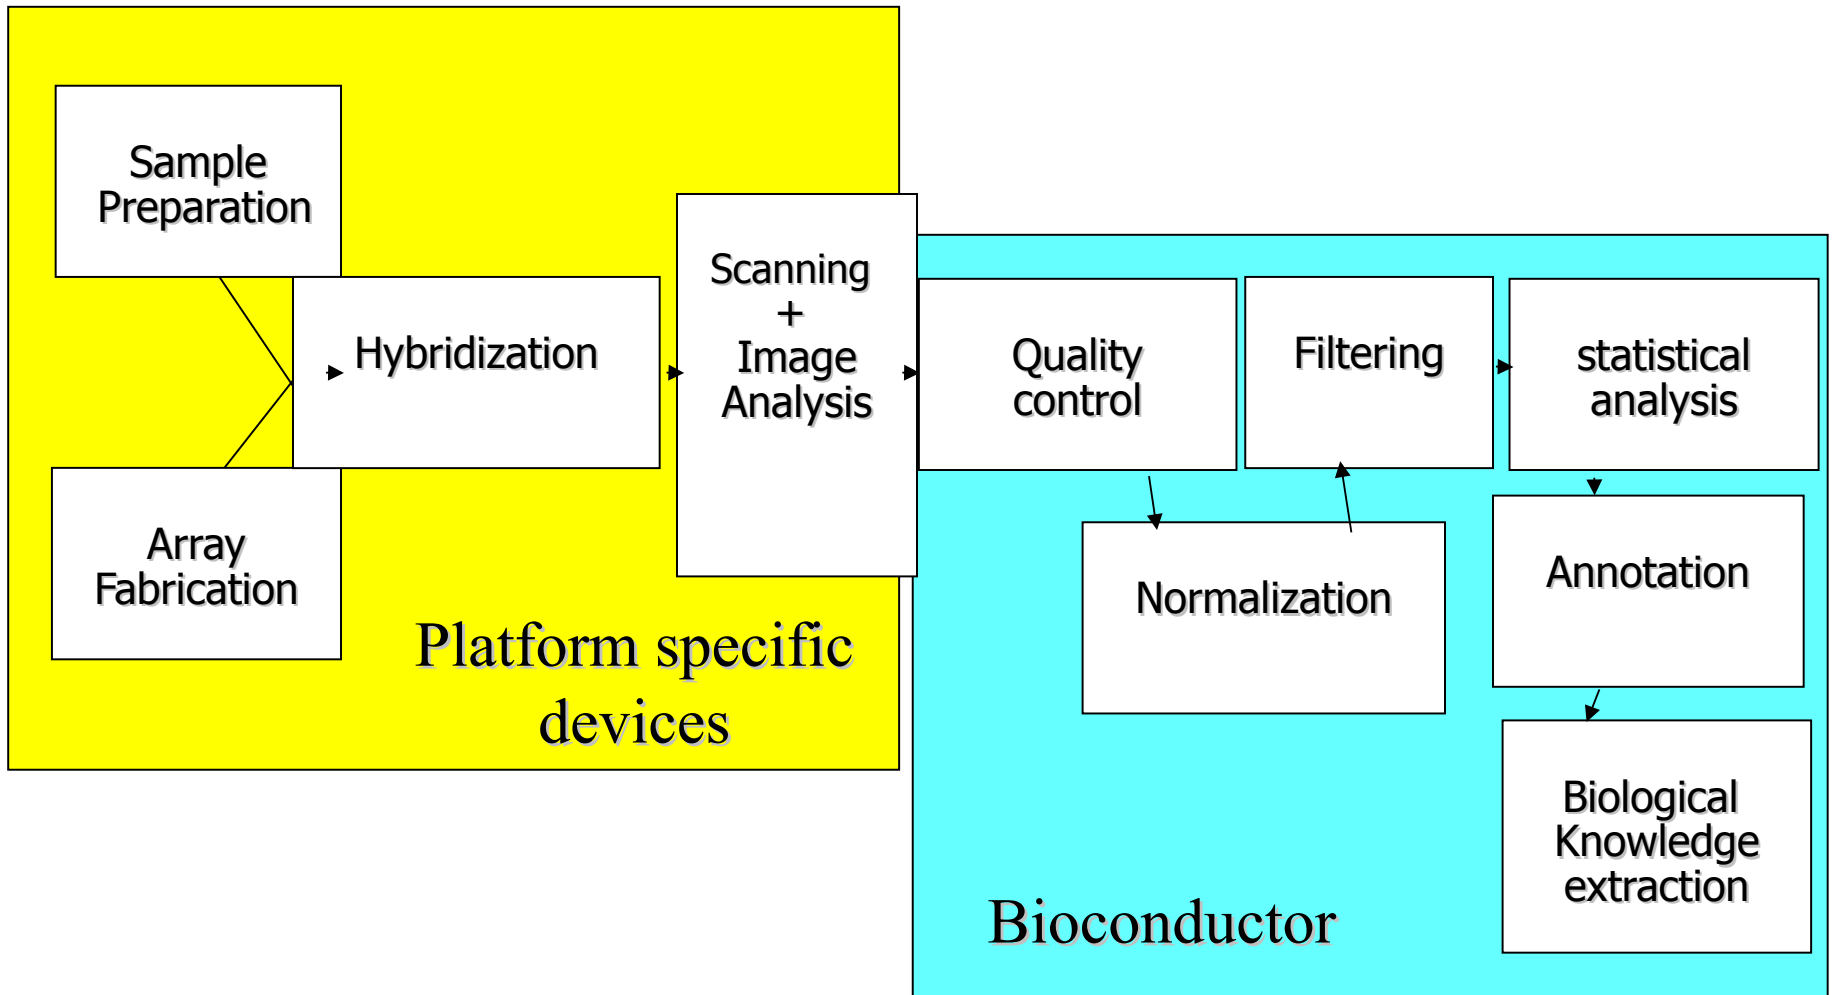 Sample
Preparation
Array
Fabrication
Hybridization
Scanning
+
Image
Analysis
Platform specific
devices
Quality
control
Normalization
Filtering
statistical
analysis
Annotation
Biological
Knowledge
extraction
Bioconductor